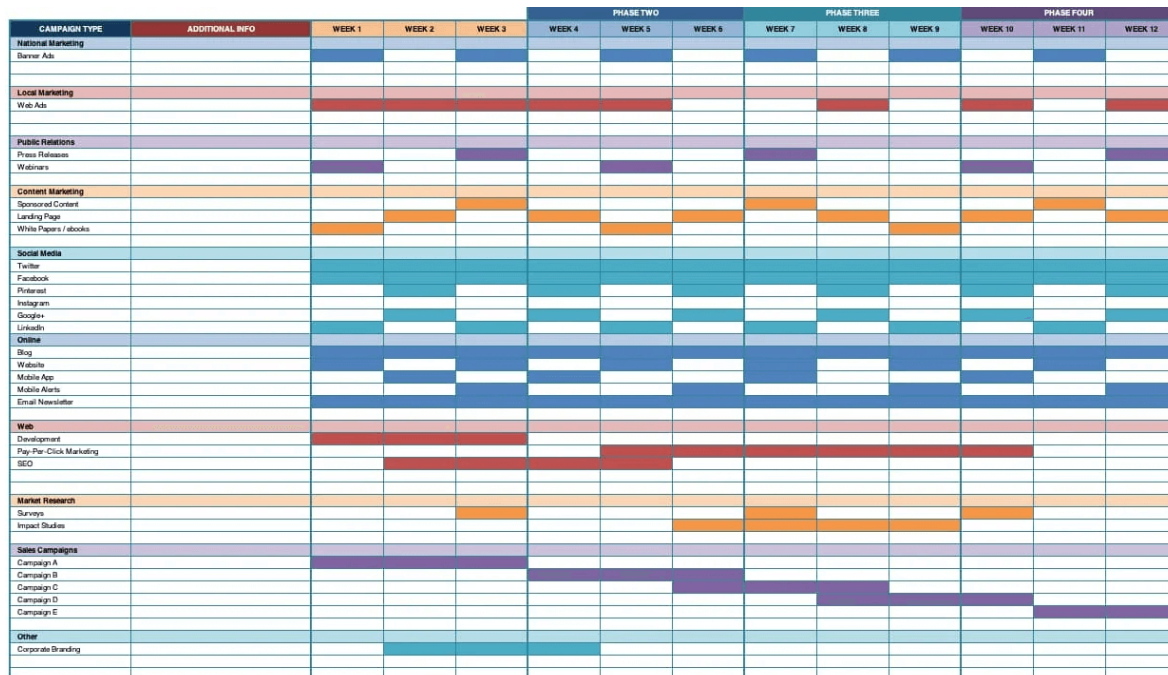 PHASE TWO PHASE THREE PHASE FOUR
CAMPAIGN TYPE ADDITIONAL INFO WEEK 1 WEEK 2 WEEK 3 WEEK 4 WEEK 5 WEEK 6 WEEK 7 WEEK 8 WEEK 9 WEEK 10 WEEK 11 WEEK 12
National Marketing
Banner Ads
Local Marketing
Web Ads
Public Relations
Press Releases
Webinars
Content Marketing
Sponsored Content
Landing Page
White Papers / ebooks
Social Media
Twitter
Facebook
Pinterest
Instagram
Google+
LinkedIn
Online
Blog
Website
Mobile App
Mobile Alerts
Email Newsletter
Web
Development
Pay-Per-Click Marketing
SEO
Market Research
Surveys
Impact Studies
Sales Campaigns
Campaign A
Campaign B
Campaign C
Campaign D
Campaign E
Other
Corporate Branding